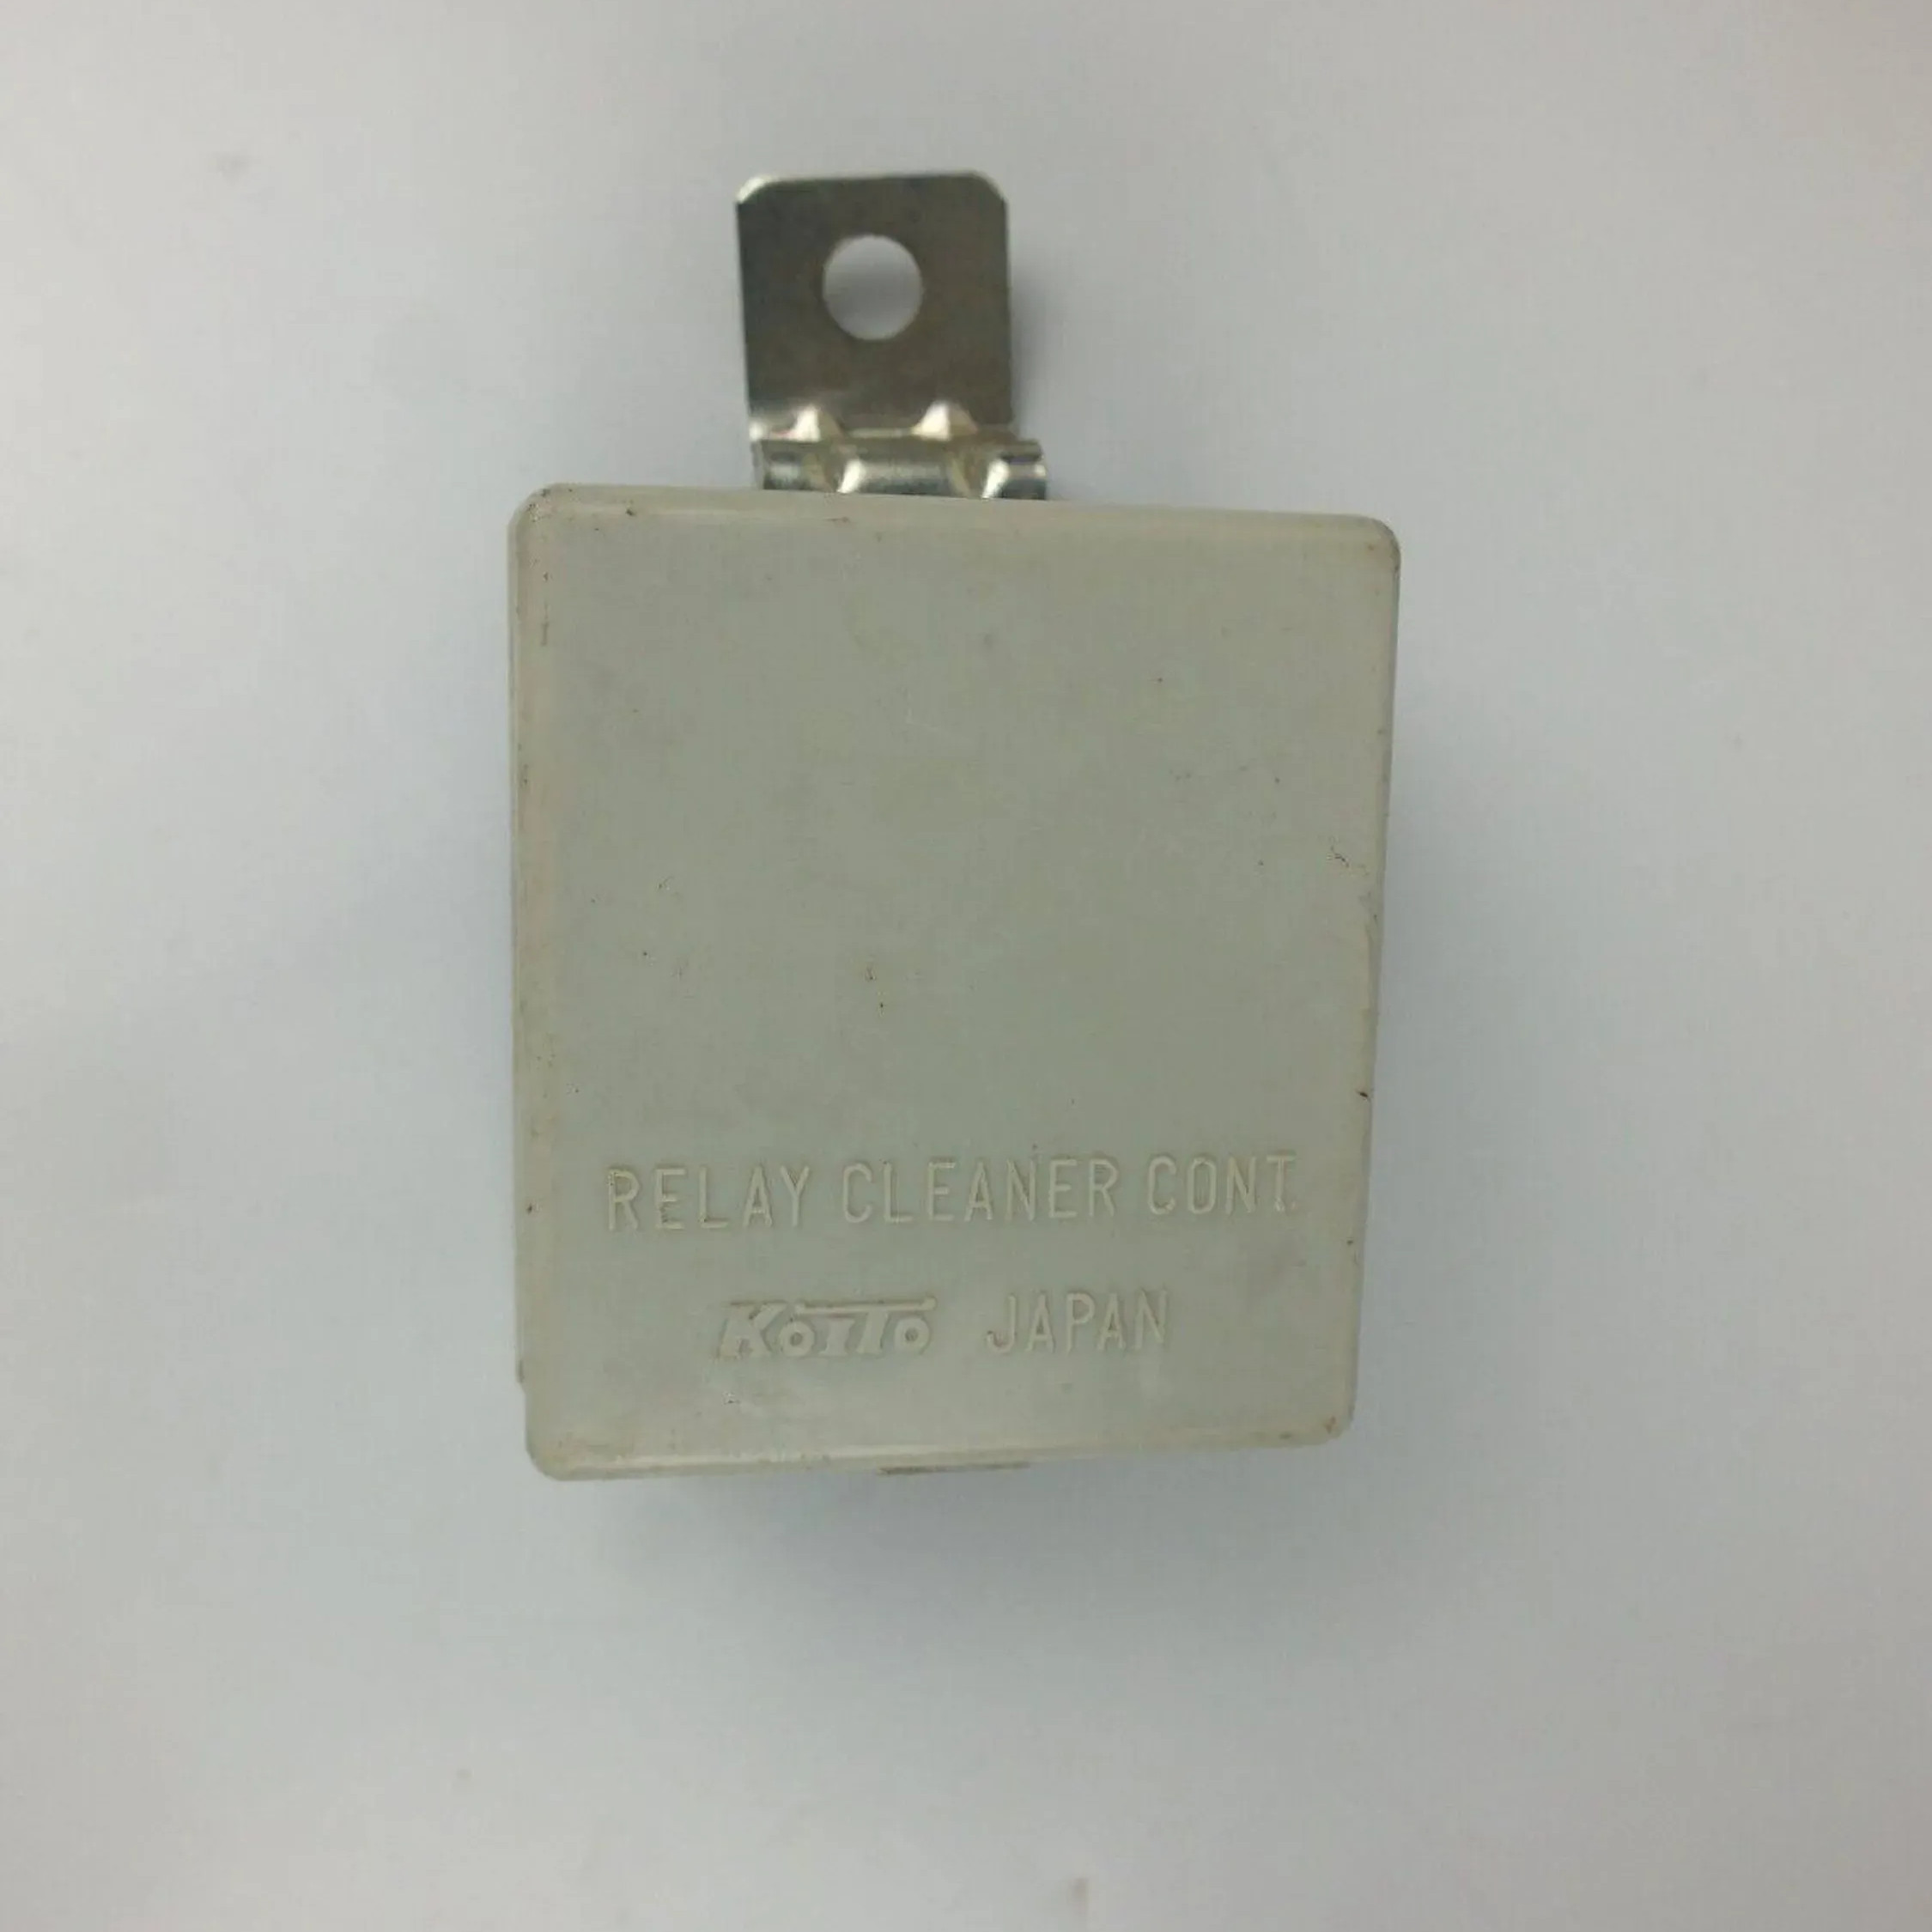 RELAY CLEANER CONT.
KOITO JAPAN